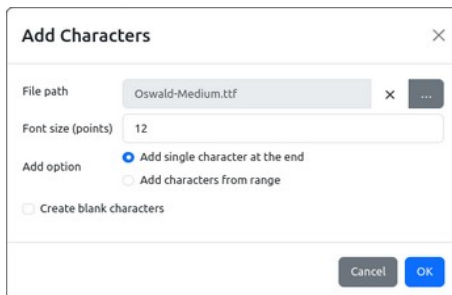 Add Characters
File path Oswald-Medium.ttf ...
Font size (points) 12
Add option
Add single character at the end
Add characters from range
Create blank characters
Cancel OK